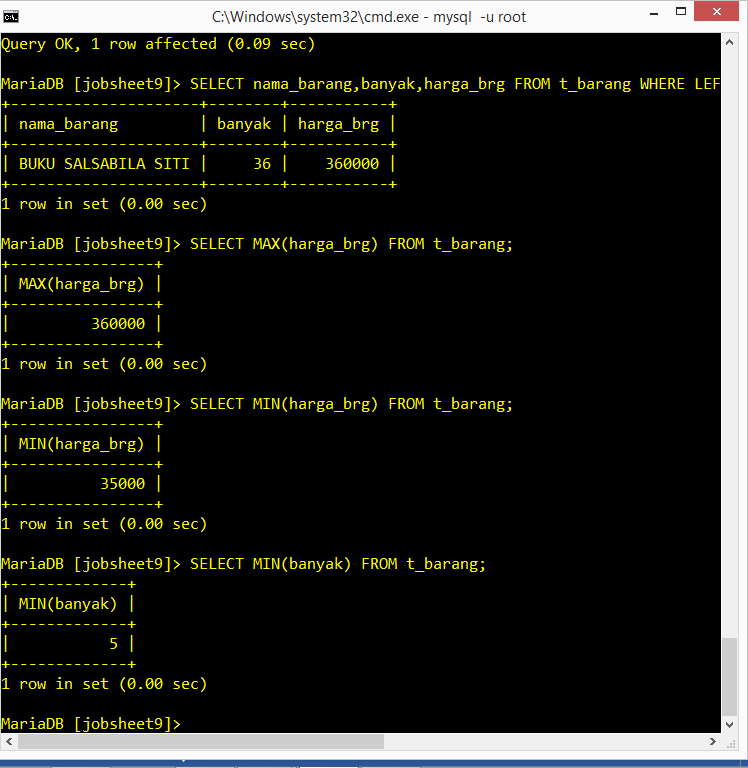 C:\Windows\system32\cmd.exe - mysql  -u root
Query OK, 1 row affected (0.09 sec)
MariaDB [jobsheet9]> SELECT nama_barang,banyak,harga_brg FROM t_barang WHERE LEF
+---------------------+--------+-----------+
| nama_barang         | banyak | harga_brg |
+---------------------+--------+-----------+
| BUKU SALSABILA SITI |     36 |    360000 |
+---------------------+--------+-----------+
1 row in set (0.00 sec)
MariaDB [jobsheet9]> SELECT MAX(harga_brg) FROM t_barang;
+----------------+
| MAX(harga_brg) |
+----------------+
|         360000 |
+----------------+
1 row in set (0.00 sec)
MariaDB [jobsheet9]> SELECT MIN(harga_brg) FROM t_barang;
+----------------+
| MIN(harga_brg) |
+----------------+
|          35000 |
+----------------+
1 row in set (0.00 sec)
MariaDB [jobsheet9]> SELECT MIN(banyak) FROM t_barang;
+-------------+
| MIN(banyak) |
+-------------+
|           5 |
+-------------+
1 row in set (0.00 sec)
MariaDB [jobsheet9]>